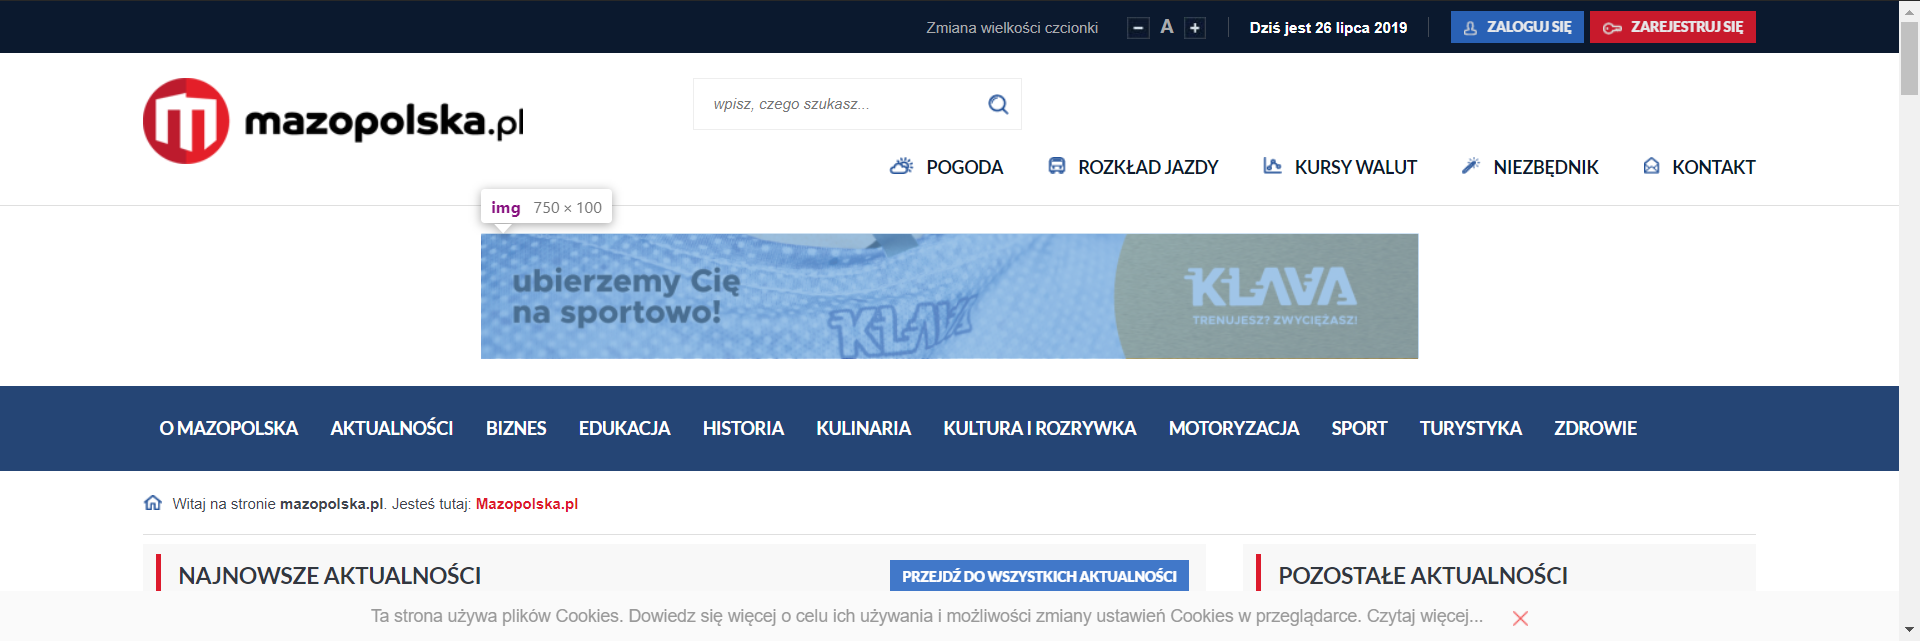 Zmiana wielkości czcionki - A + Dziś jest 26 lipca 2019 ZALOGUJ SIĘ ZAREJESTRUJ SIĘ
mazopolska.pl
wpisz, czego szukasz...
POGODA ROZKŁAD JAZDY KURSY WALUT NIEZBĘDNIK KONTAKT
img 750 × 100
ubierzemy Cię
na sportowo!
KLAVA
KLAVA
TRENUJESZ? ZWYCIĘŻASZ!
O MAZOPOLSKA AKTUALNOŚCI BIZNES EDUKACJA HISTORIA KULINARIA KULTURA I ROZRYWKA MOTORYZACJA SPORT TURYSTYKA ZDROWIE
Witaj na stronie mazopolska.pl. Jesteś tutaj: Mazopolska.pl
NAJNOWSZE AKTUALNOŚCI PRZEJDŹ DO WSZYSTKICH AKTUALNOŚCI POZOSTAŁE AKTUALNOŚCI
Ta strona używa plików Cookies. Dowiedz się więcej o celu ich używania i możliwości zmiany ustawień Cookies w przeglądarce. Czytaj więcej...